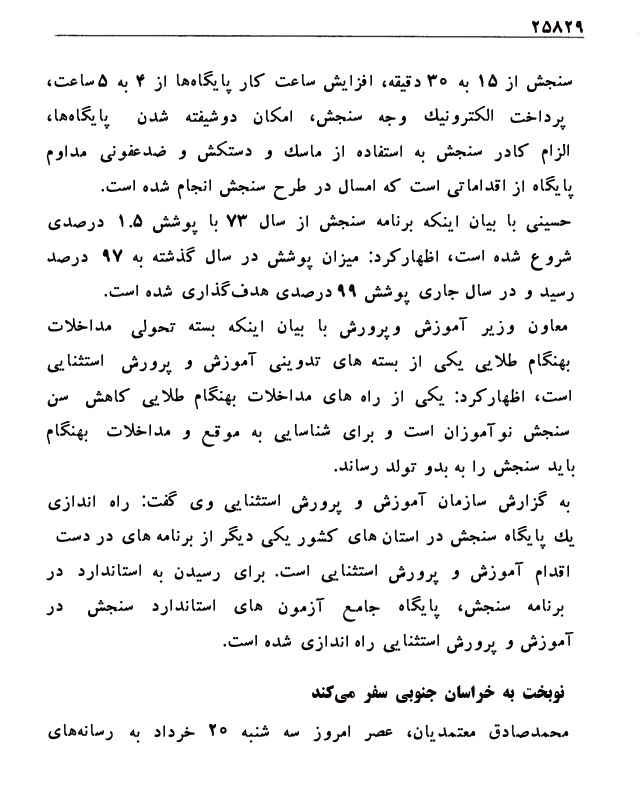 ۲۵۸۲۹
سنجش از ۱۵ به ۳۰ دقیقه، افزایش ساعت کار پایگاه‌ها از ۴ به ۵ ساعت،
پرداخت الکترونیك وجه سنجش، امکان دوشیفته شدن پایگاه‌ها،
الزام کادر سنجش به استفاده از ماسك و دستکش و ضدعفونی مداوم
پایگاه از اقداماتی است که امسال در طرح سنجش انجام شده است.
حسینی با بیان اینکه برنامه سنجش از سال ۷۳ با پوشش ۱.۵ درصدی
شروع شده است، اظهارکرد: میزان پوشش در سال گذشته به ۹۷ درصد
رسید و در سال جاری پوشش ۹۹ درصدی هدف‌گذاری شده است.
معاون وزیر آموزش وپرورش با بیان اینکه بسته تحولی مداخلات
بهنگام طلایی یکی از بسته های تدوینی آموزش و پرورش استثنایی
است، اظهارکرد: یکی از راه های مداخلات بهنگام طلایی کاهش سن
سنجش نوآموزان است و برای شناسایی به موقع و مداخلات بهنگام
باید سنجش را به بدو تولد رساند.
به گزارش سازمان آموزش و پرورش استثنایی وی گفت: راه اندازی
یك پایگاه سنجش در استان های کشور یکی دیگر از برنامه های در دست
اقدام آموزش و پرورش استثنایی است. برای رسیدن به استاندارد در
برنامه سنجش، پایگاه جامع آزمون های استاندارد سنجش در
آموزش و پرورش استثنایی راه اندازی شده است.
نوبخت به خراسان جنوبی سفر می‌کند
محمدصادق معتمدیان، عصر امروز سه شنبه ۲۰ خرداد به رسانه‌های